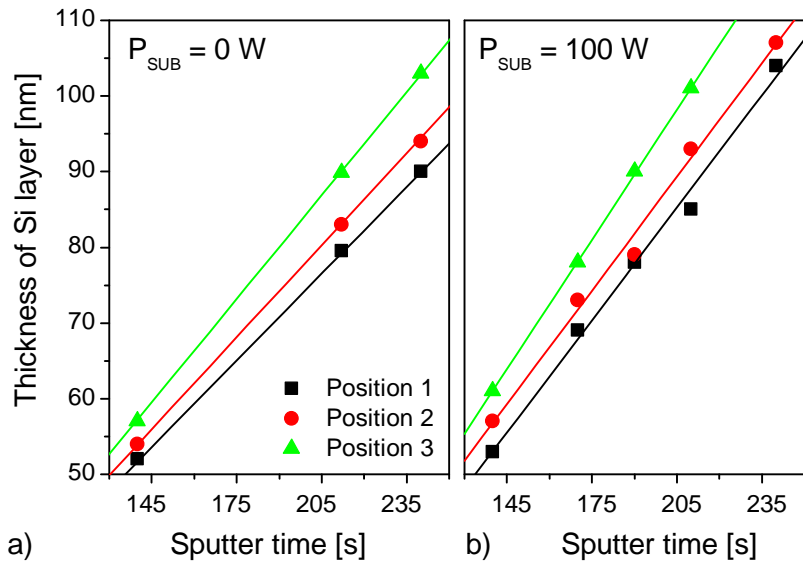 P_SUB = 0 W
P_SUB = 100 W
Thickness of Si layer [nm]
110
100
90
80
70
60
50
Position 1
Position 2
Position 3
145 175 205 235
145 175 205 235
a) Sputter time [s]
b) Sputter time [s]